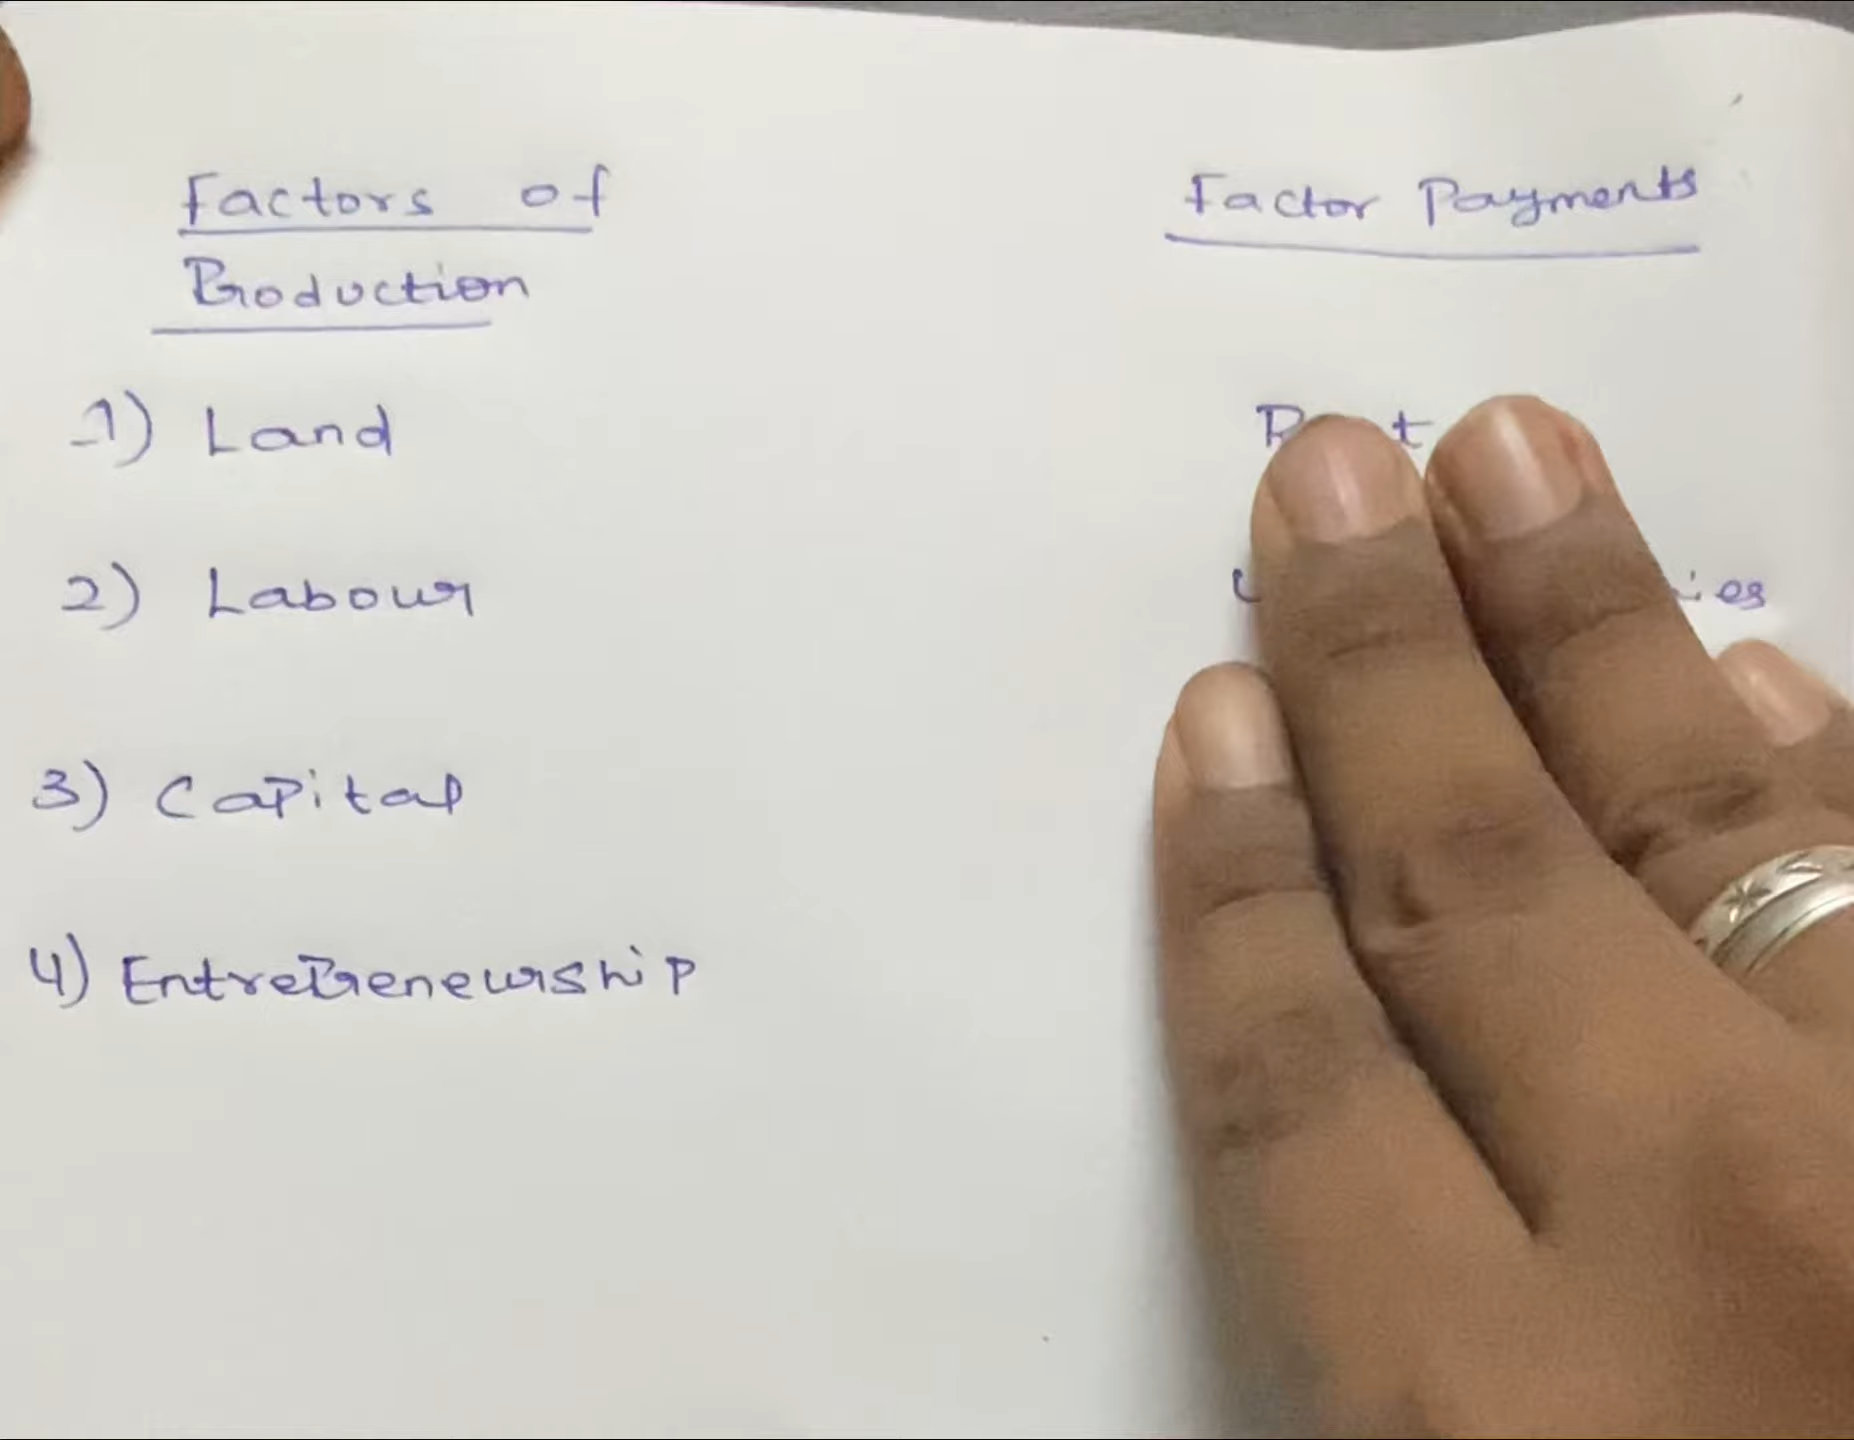 Factors of
Production
Factor Payments
1) Land
2) Labour
3) Capital
4) Entrepreneurship